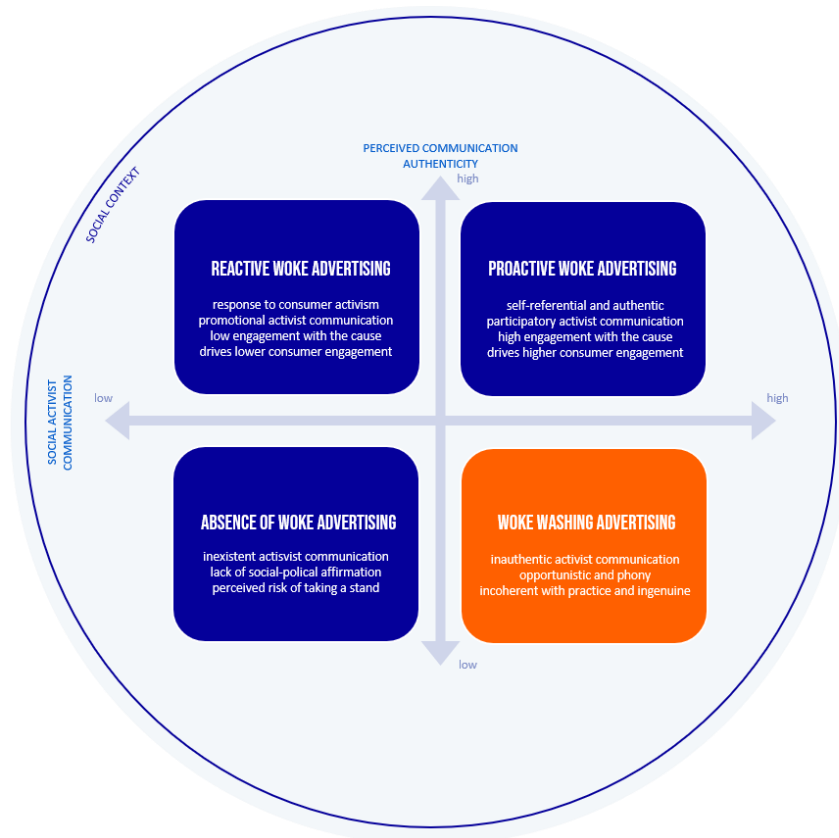 PERCEIVED COMMUNICATION
AUTHENTICITY
high
SOCIAL CONTEXT
REACTIVE WOKE ADVERTISING
response to consumer activism
promotional activist communication
low engagement with the cause
drives lower consumer engagement
PROACTIVE WOKE ADVERTISING
self-referential and authentic
participatory activist communication
high engagement with the cause
drives higher consumer engagement
SOCIAL ACTIVIST
COMMUNICATION
low
high
ABSENCE OF WOKE ADVERTISING
inexistent actisvist communication
lack of social-polical affirmation
perceived risk of taking a stand
WOKE WASHING ADVERTISING
inauthentic activist communication
opportunistic and phony
incoherent with practice and ingenuine
low